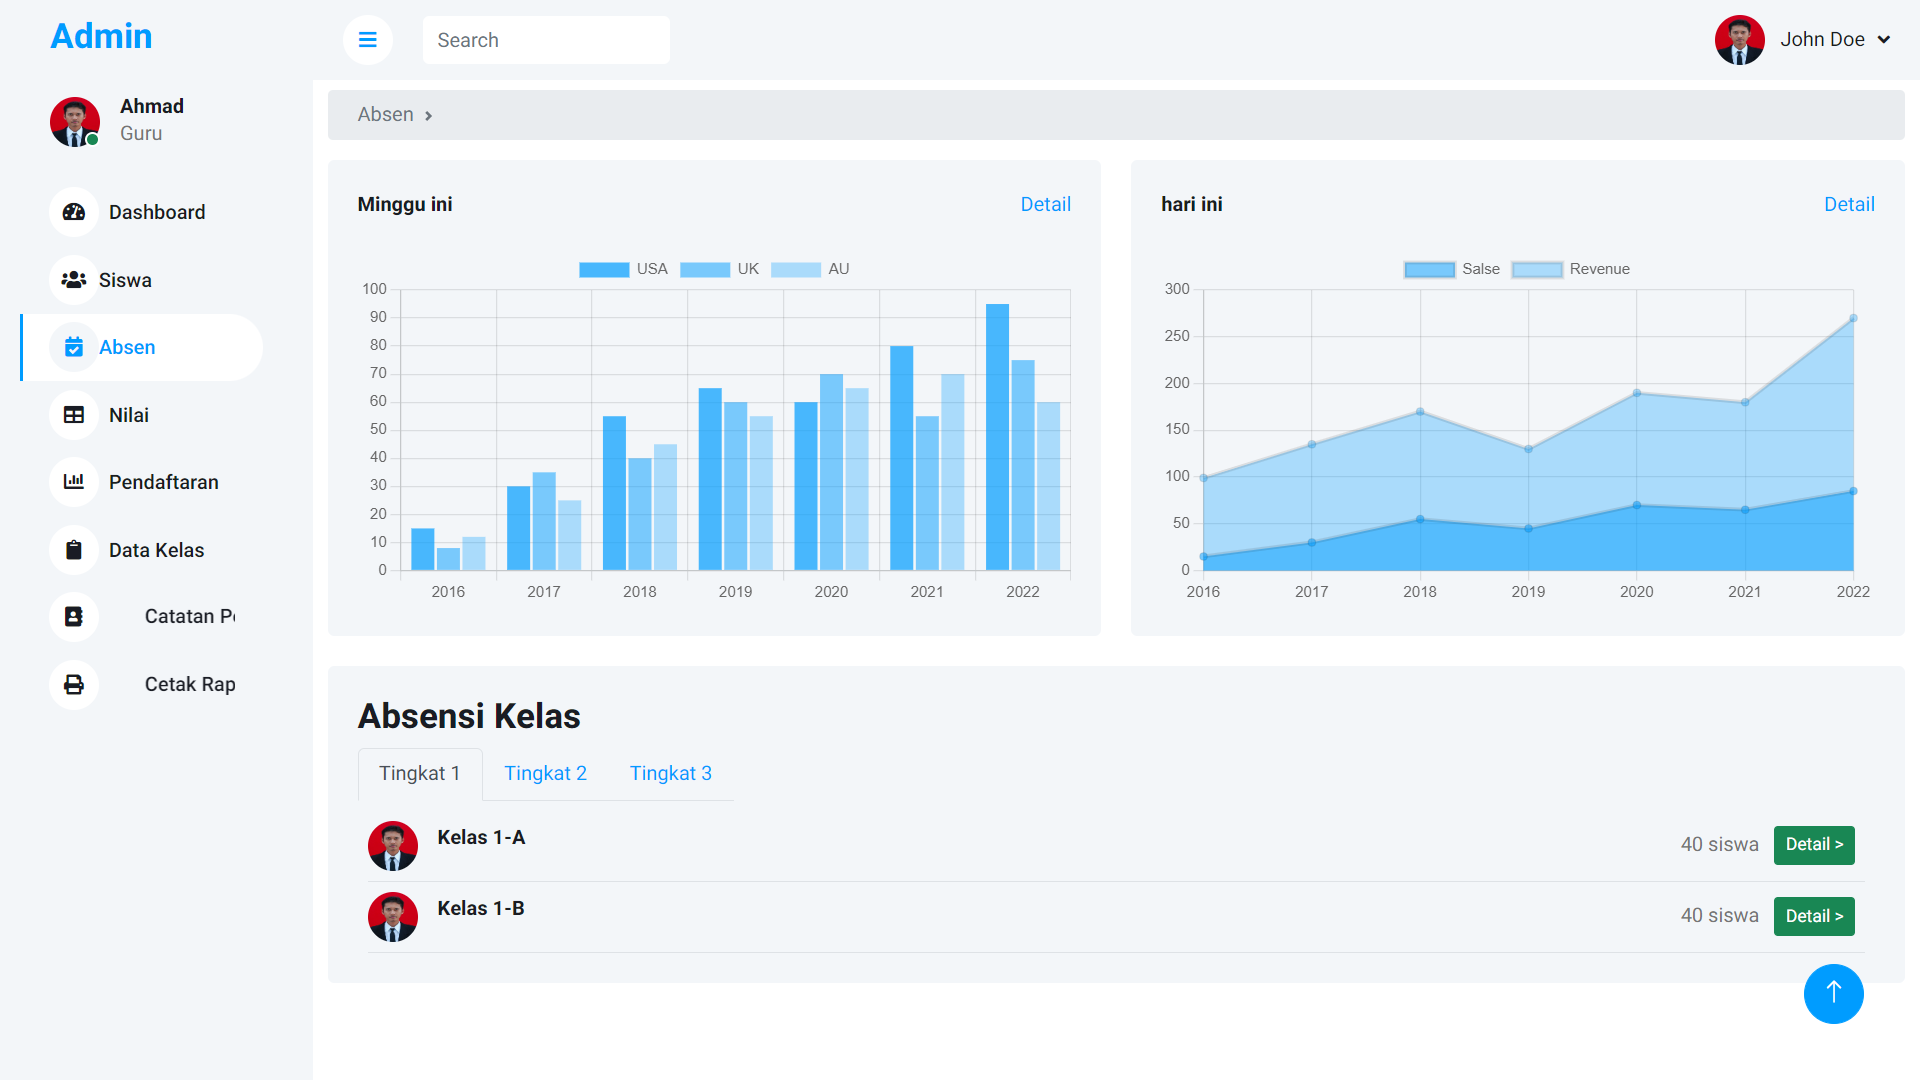 Admin
Search
John Doe
Ahmad
Guru
Dashboard
Siswa
Absen
Nilai
Pendaftaran
Data Kelas
Catatan P
Cetak Rap
Absen
Minggu ini
Detail
USA UK AU
100
90
80
70
60
50
40
30
20
10
0
2016 2017 2018 2019 2020 2021 2022
hari ini
Detail
Salse Revenue
300
250
200
150
100
50
0
2016 2017 2018 2019 2020 2021 2022
Absensi Kelas
Tingkat 1 Tingkat 2 Tingkat 3
Kelas 1-A 40 siswa Detail >
Kelas 1-B 40 siswa Detail >